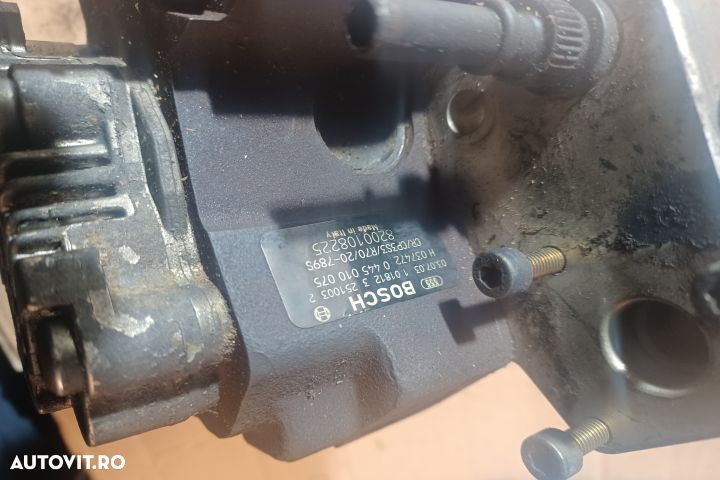 BOSCH
03.07.03 1 01812 3 251003 2
H 037472 0 445 010 075
CR/CP3S3/R70/20-789S
8200108225
Made in Italy
AUTOVIT.RO